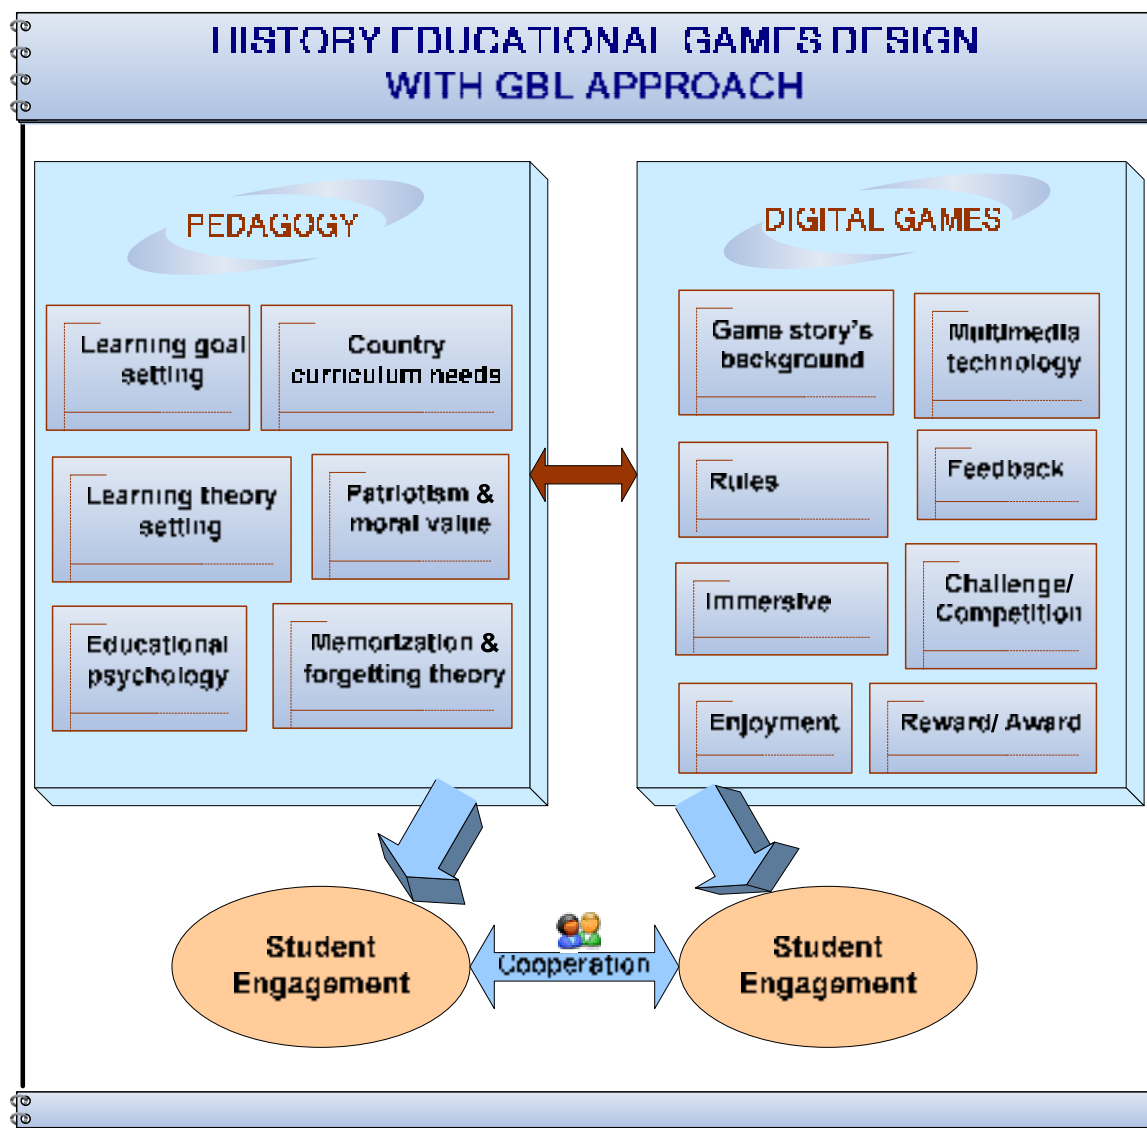 HISTORY EDUCATIONAL GAMES DESIGN
WITH GBL APPROACH
PEDAGOGY
Learning goal
setting
Country
curriculum needs
Learning theory
setting
Patriotism &
moral value
Educational
psychology
Memorization &
forgetting theory
DIGITAL GAMES
Game story's
background
Multimedia
technology
Rules
Feedback
Immersive
Challenge/
Competition
Enjoyment
Reward/ Award
Student
Engagement
Cooperation
Student
Engagement